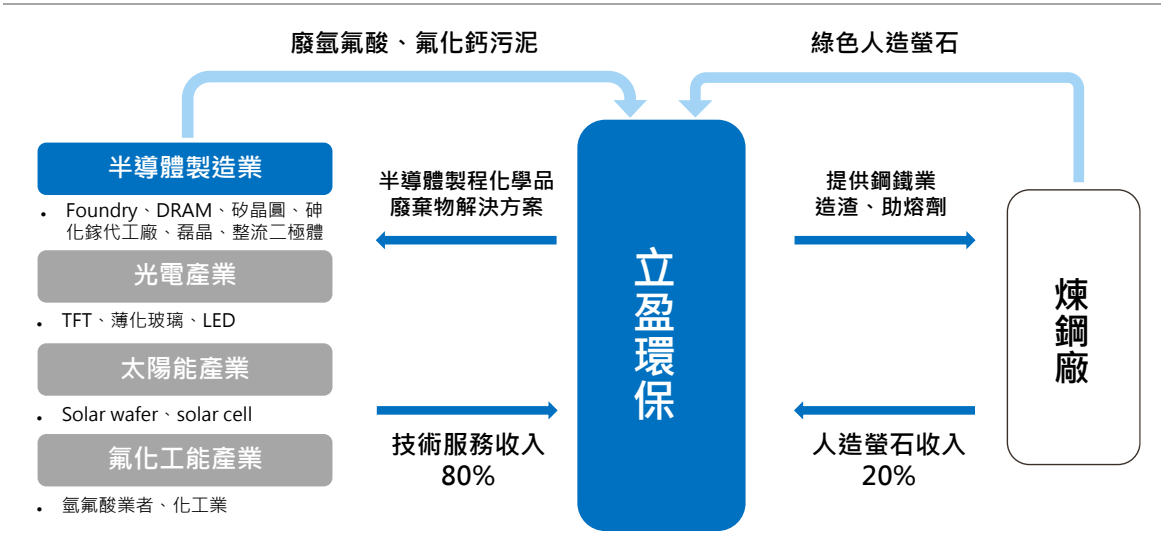 廢氫氟酸、氟化鈣污泥
綠色人造螢石
半導體製造業
• Foundry、DRAM、矽晶圓、砷
化鎵代工廠、磊晶、整流二極體
光電產業
• TFT、薄化玻璃、LED
太陽能產業
• Solar wafer、solar cell
氟化工能產業
• 氫氟酸業者、化工業
半導體製程化學品
廢棄物解決方案
技術服務收入
80%
立盈環保
提供鋼鐵業
造渣、助熔劑
人造螢石收入
20%
煉鋼廠